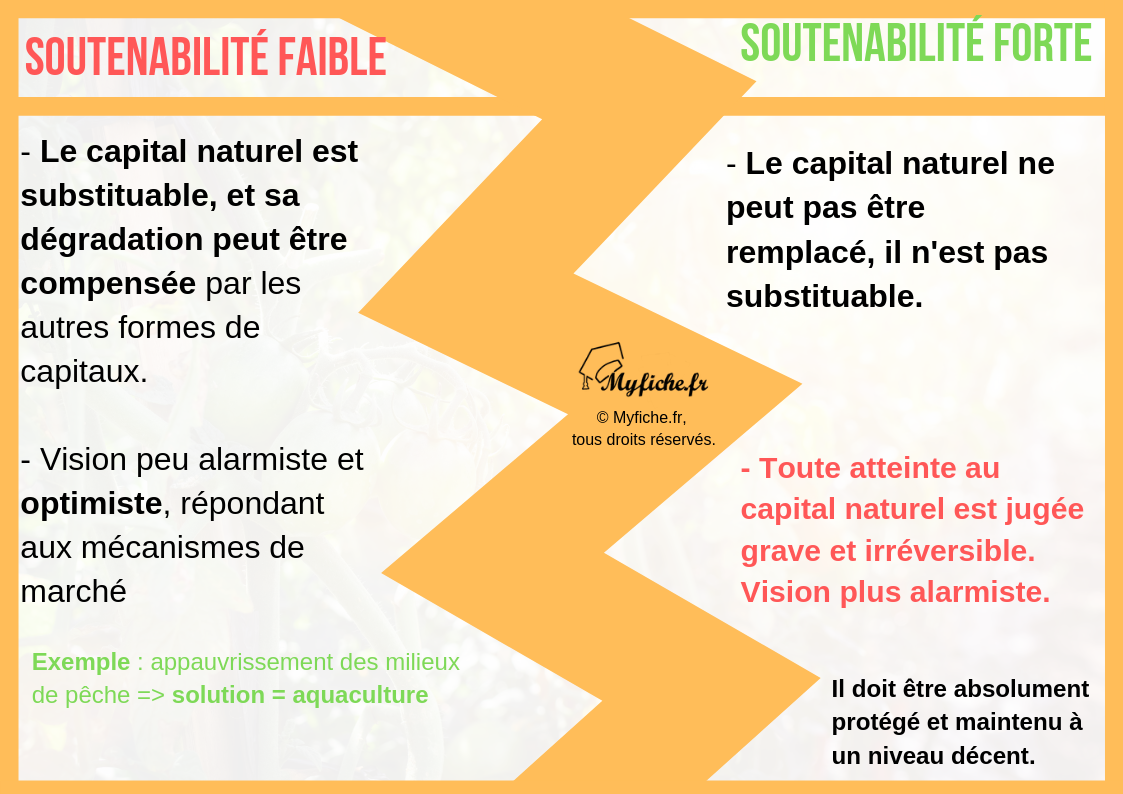 SOUTENABILITÉ FAIBLE
- Le capital naturel est
substituable, et sa
dégradation peut être
compensée par les
autres formes de
capitaux.
- Vision peu alarmiste et
optimiste, répondant
aux mécanismes de
marché
Exemple : appauvrissement des milieux
de pêche => solution = aquaculture
Myfiche.fr
© Myfiche.fr,
tous droits réservés.
SOUTENABILITÉ FORTE
- Le capital naturel ne
peut pas être
remplacé, il n'est pas
substituable.
- Toute atteinte au
capital naturel est jugée
grave et irréversible.
Vision plus alarmiste.
Il doit être absolument
protégé et maintenu à
un niveau décent.